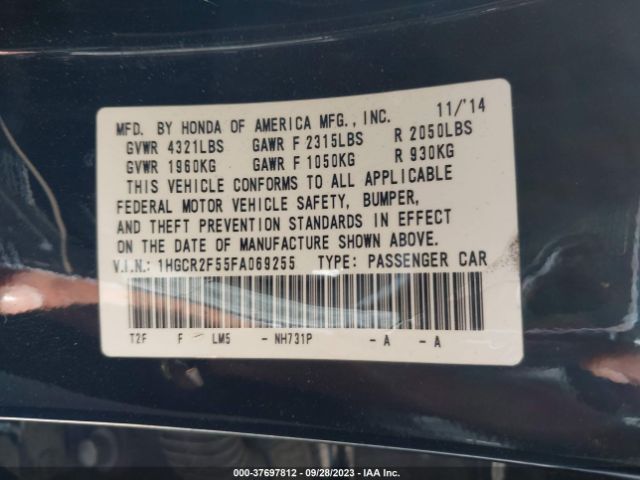 MFD. BY HONDA OF AMERICA MFG., INC. 11/'14
GVWR 4321LBS GAWR F 2315LBS R 2050LBS
GVWR 1960KG GAWR F 1050KG R 930KG
THIS VEHICLE CONFORMS TO ALL APPLICABLE
FEDERAL MOTOR VEHICLE SAFETY, BUMPER,
AND THEFT PREVENTION STANDARDS IN EFFECT
ON THE DATE OF MANUFACTURE SHOWN ABOVE.
V.I.N.: 1HGCR2F55FA069255 TYPE: PASSENGER CAR
T2F F LM5 - NH731P - A - A
000-37697812 - 09/28/2023 - IAA Inc.